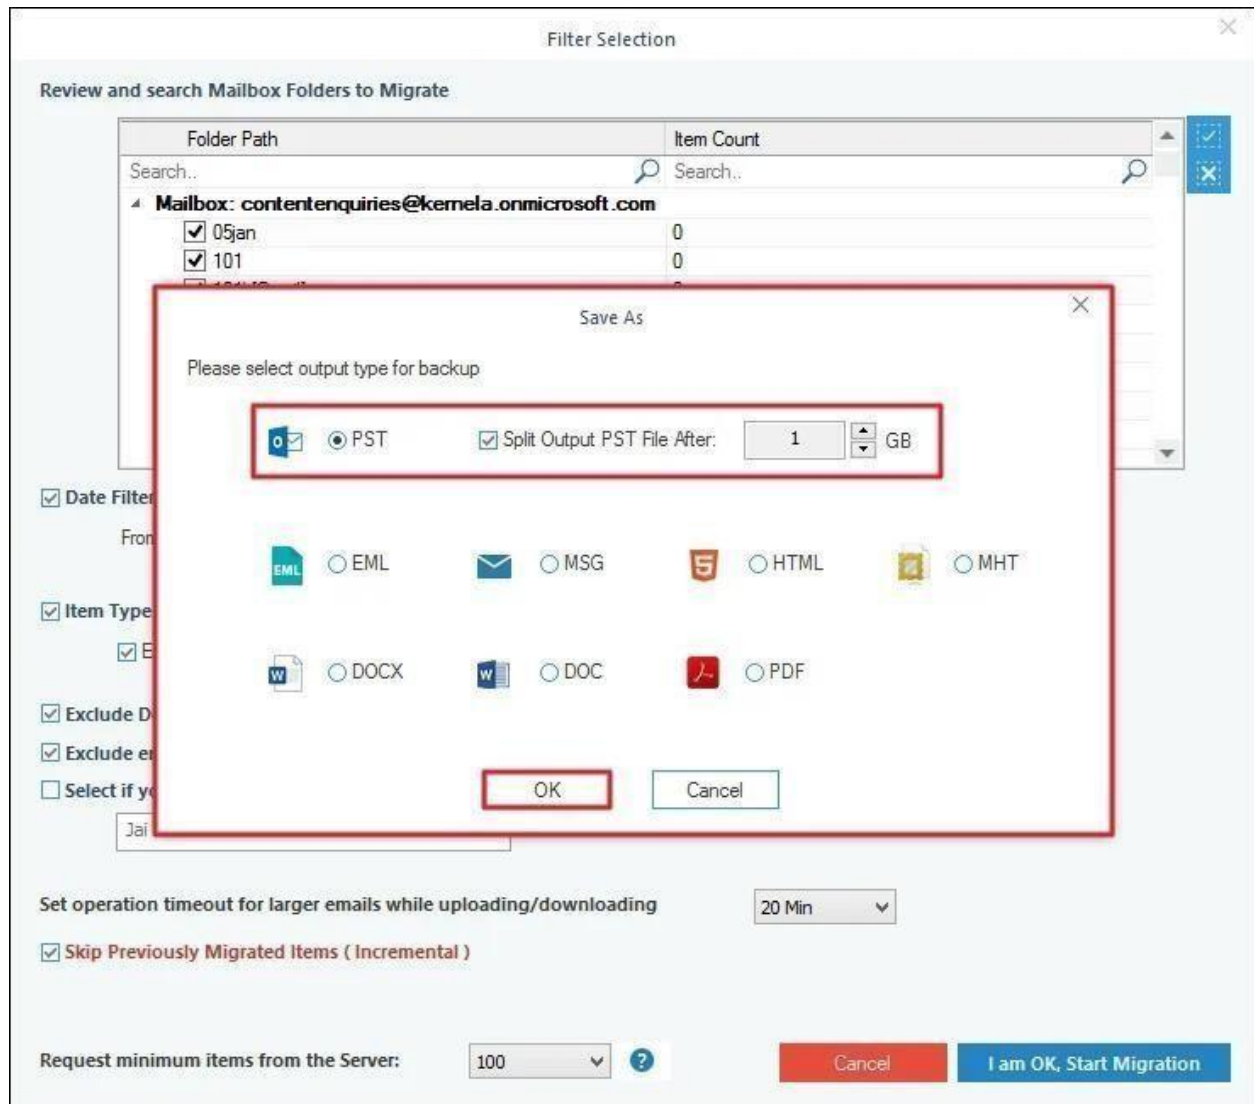 Filter Selection
Review and search Mailbox Folders to Migrate
Folder Path Item Count
Search.. Search..
Mailbox: contentenquiries@kernela.onmicrosoft.com
05jan 0
101 0
Save As
Please select output type for backup
PST Split Output PST File After: 1 GB
Date Filter
From
EML EML MSG HTML MHT
Item Type
E
DOCX DOC PDF
Exclude D
Exclude
Select if
OK Cancel
Jai
Set operation timeout for larger emails while uploading/downloading 20 Min
Skip Previously Migrated Items ( Incremental )
Request minimum items from the Server: 100 ? Cancel I am OK, Start Migration